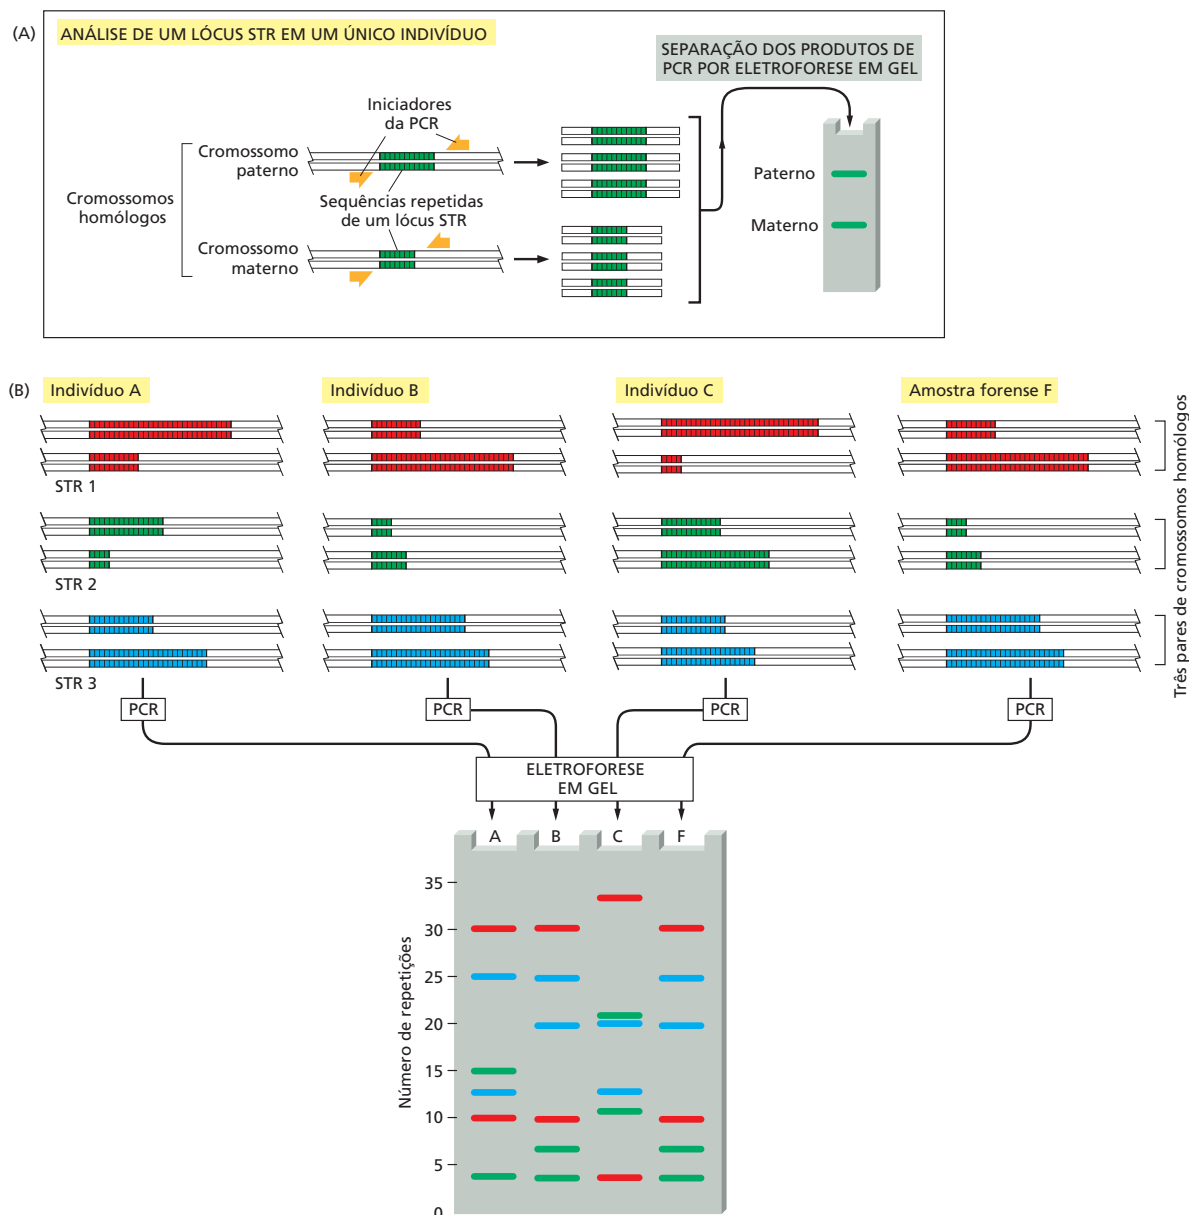 (A)
ANÁLISE DE UM LÓCUS STR EM UM ÚNICO INDIVÍDUO
SEPARAÇÃO DOS PRODUTOS DE
PCR POR ELETROFORESE EM GEL
Iniciadores
da PCR
Cromossomo
paterno
Cromossomos
homólogos
Sequências repetidas
de um lócus STR
Cromossomo
materno
Paterno
Materno
(B)
Indivíduo A
Indivíduo B
Indivíduo C
Amostra forense F
STR 1
STR 2
STR 3
Três pares de cromossomos homólogos
PCR
PCR
PCR
PCR
ELETROFORESE
EM GEL
A
B
C
F
Número de repetições
35
30
25
20
15
10
5
0